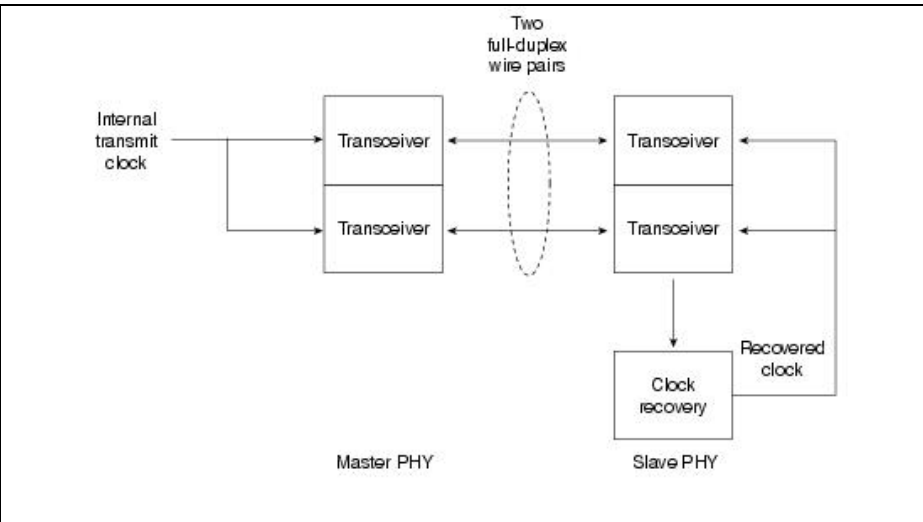 Two
full-duplex
wire pairs
Internal
transmit
clock
Transceiver
Transceiver
Transceiver
Transceiver
Recovered
clock
Clock
recovery
Master PHY
Slave PHY